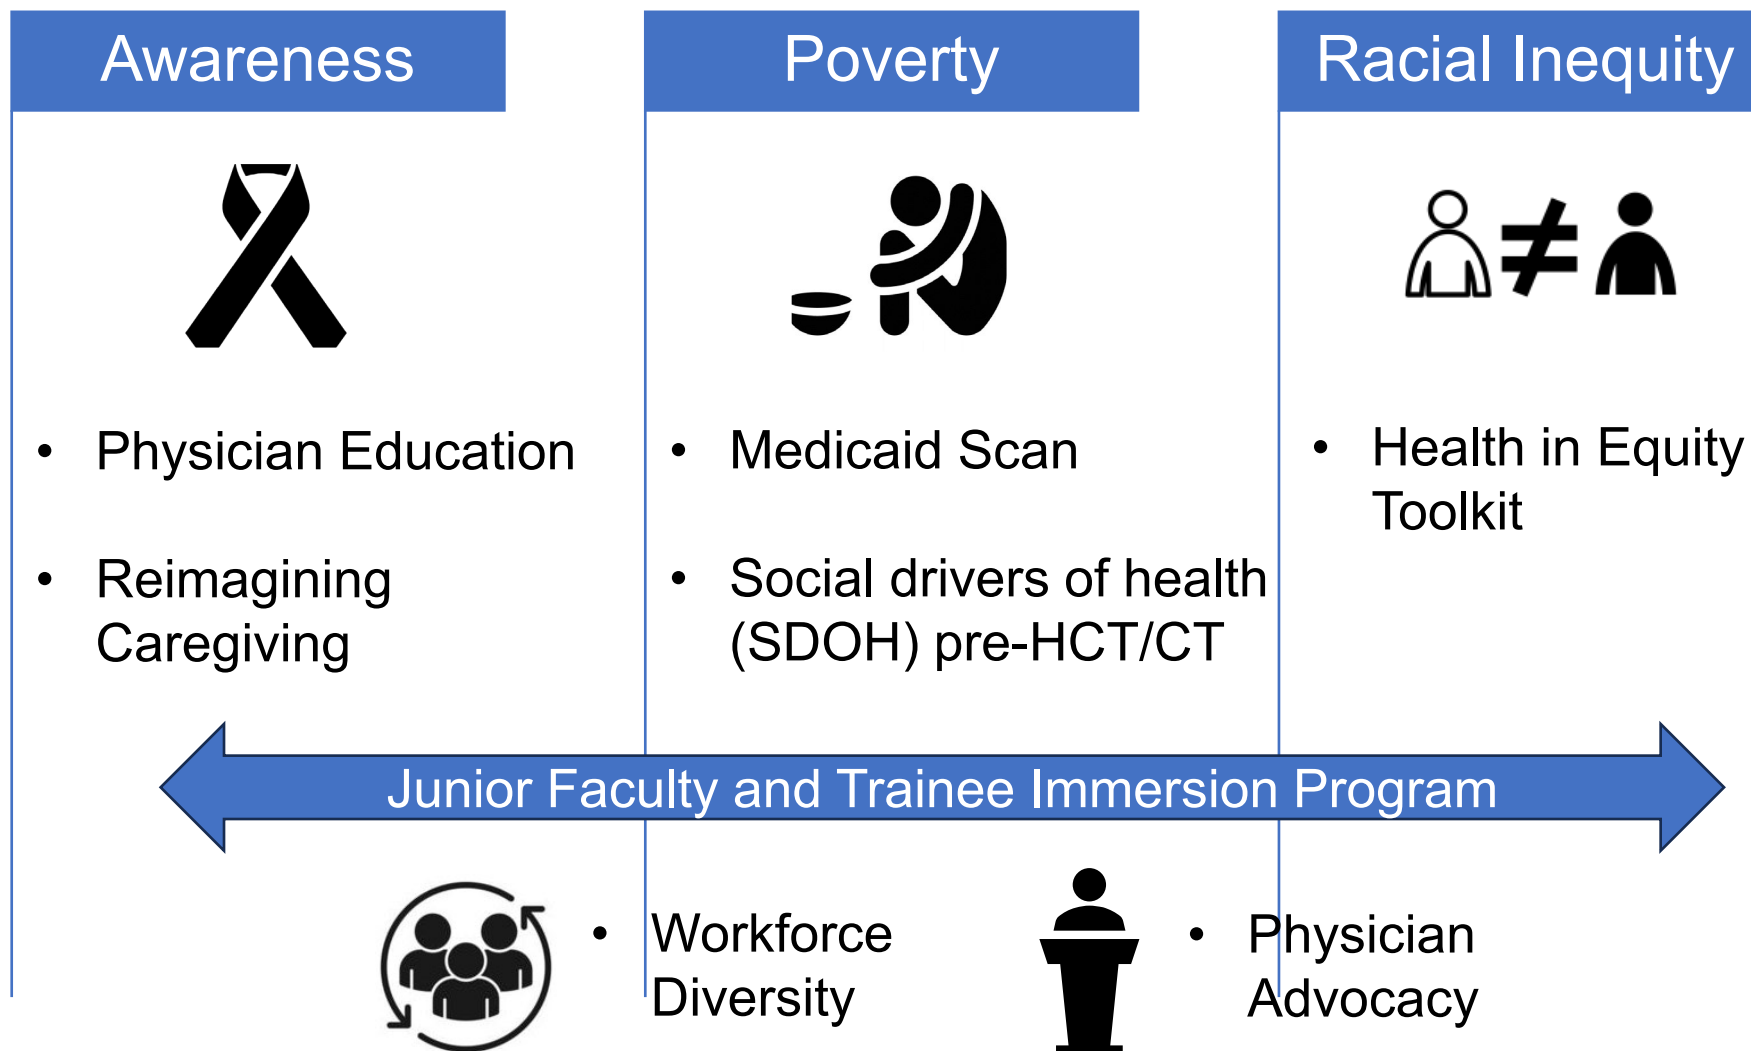 Awareness
Poverty
Racial Inequity
• Physician Education
• Reimagining
Caregiving
• Medicaid Scan
• Social drivers of health
(SDOH) pre-HCT/CT
• Health in Equity
Toolkit
Junior Faculty and Trainee Immersion Program
• Workforce
Diversity
• Physician
Advocacy